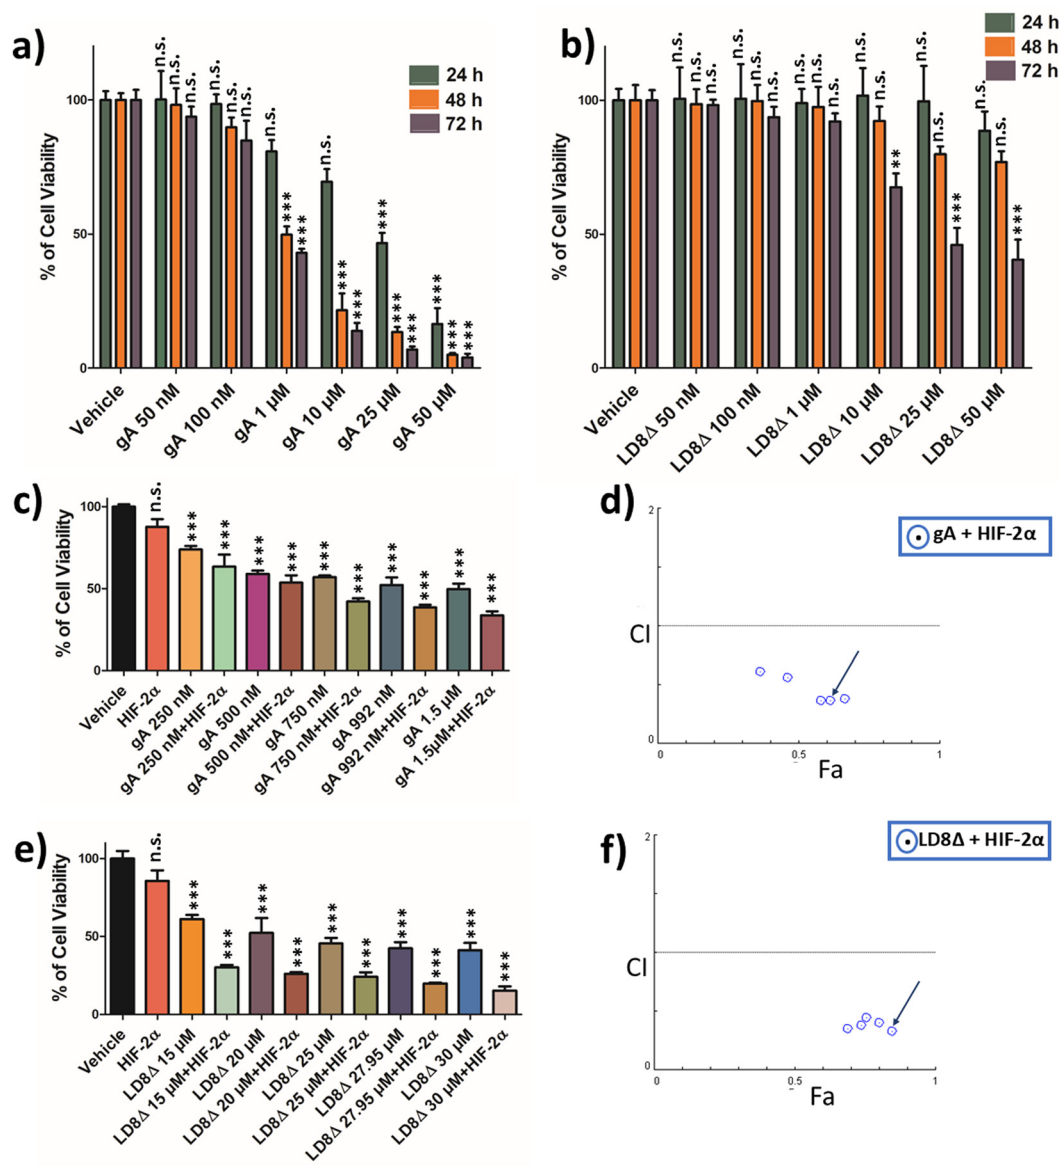 a)
% of Cell Viability
100
50
0
24 h
48 h
72 h
n.s. n.s. n.s.
n.s. n.s. n.s.
n.s. *** ***
n.s. *** ***
*** *** ***
*** *** ***
Vehicle
gA 50 nM
gA 100 nM
gA 1 µM
gA 10 µM
gA 25 µM
gA 50 µM
b)
% of Cell Viability
100
50
0
24 h
48 h
72 h
n.s. n.s. n.s.
n.s. n.s. n.s.
n.s. n.s. n.s.
n.s. n.s. **
n.s. n.s. ***
n.s. n.s. ***
Vehicle
LD8Δ 50 nM
LD8Δ 100 nM
LD8Δ 1 µM
LD8Δ 10 µM
LD8Δ 25 µM
LD8Δ 50 µM
c)
% of Cell Viability
100
50
0
n.s. *** *** *** *** *** *** *** *** *** ***
Vehicle
HIF-2α
gA 250 nM
gA 250 nM+HIF-2α
gA 500 nM
gA 500 nM+HIF-2α
gA 750 nM
gA 750 nM+HIF-2α
gA 992 nM
gA 992 nM+HIF-2α
gA 1.5 µM
gA 1.5µM+HIF-2α
d)
gA + HIF-2α
2
CI
0
0
0.5
1
Fa
e)
% of Cell Viability
100
50
0
n.s. *** *** *** *** *** *** *** *** *** ***
Vehicle
HIF-2α
LD8Δ 15 µM
LD8Δ 15 µM+HIF-2α
LD8Δ 20 µM
LD8Δ 20 µM+HIF-2α
LD8Δ 25 µM
LD8Δ 25 µM+HIF-2α
LD8Δ 27.95 µM
LD8Δ 27.95 µM+HIF-2α
LD8Δ 30 µM
LD8Δ 30 µM+HIF-2α
f)
LD8Δ + HIF-2α
2
CI
0
0
0.5
1
Fa